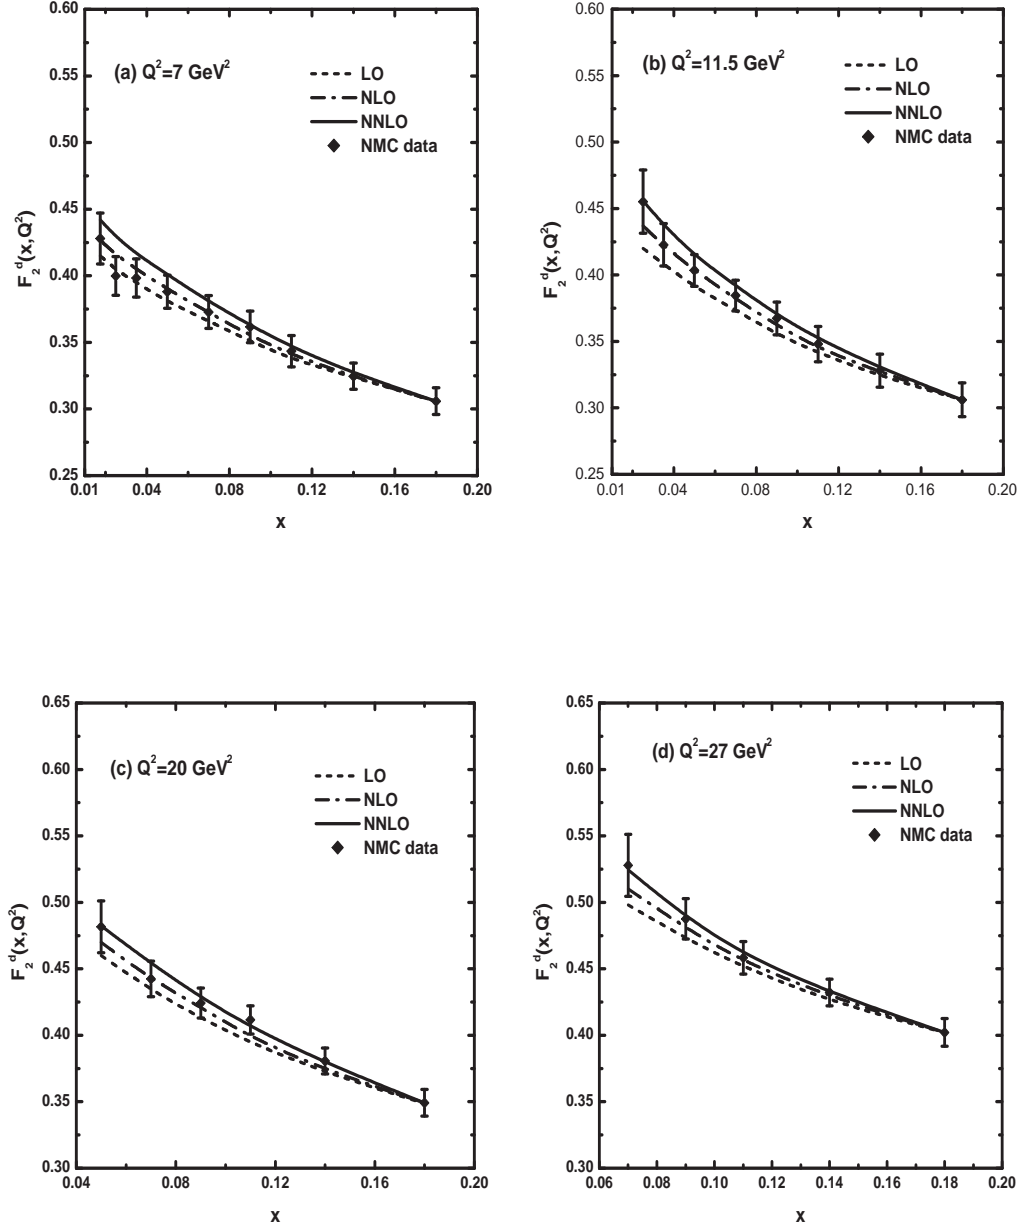 (a) Q²=7 GeV²
LO
NLO
NNLO
NMC data
0.60
0.55
0.50
0.45
0.40
0.35
0.30
0.25
F₂ᵈ(x,Q²)
0.01 0.04 0.08 0.12 0.16 0.20
x
(b) Q²=11.5 GeV²
LO
NLO
NNLO
NMC data
0.60
0.55
0.50
0.45
0.40
0.35
0.30
0.25
F₂ᵈ(x,Q²)
0.01 0.04 0.08 0.12 0.16 0.20
x
(c) Q²=20 GeV²
LO
NLO
NNLO
NMC data
0.65
0.60
0.55
0.50
0.45
0.40
0.35
0.30
F₂ᵈ(x,Q²)
0.04 0.08 0.12 0.16 0.20
x
(d) Q²=27 GeV²
LO
NLO
NNLO
NMC data
0.65
0.60
0.55
0.50
0.45
0.40
0.35
0.30
F₂ᵈ(x,Q²)
0.06 0.08 0.10 0.12 0.14 0.16 0.18 0.20
x